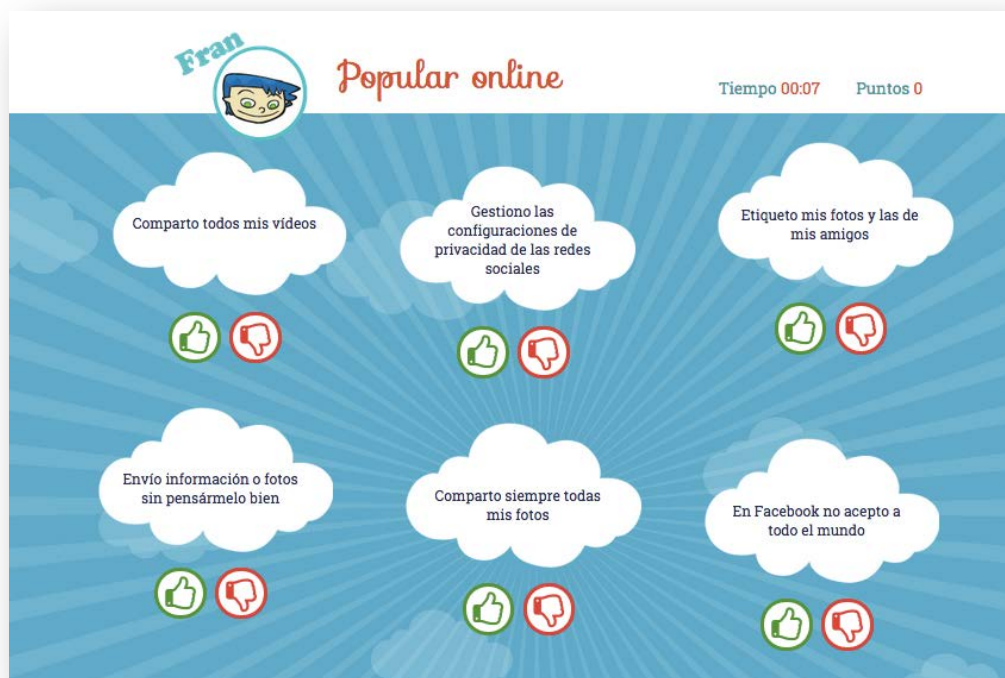 Fran
Popular online
Tiempo 00:07
Puntos 0
Comparto todos mis vídeos
Gestiono las
configuraciones de
privacidad de las redes
sociales
Etiqueto mis fotos y las de
mis amigos
Envío información o fotos
sin pensármelo bien
Comparto siempre todas
mis fotos
En Facebook no acepto a
todo el mundo